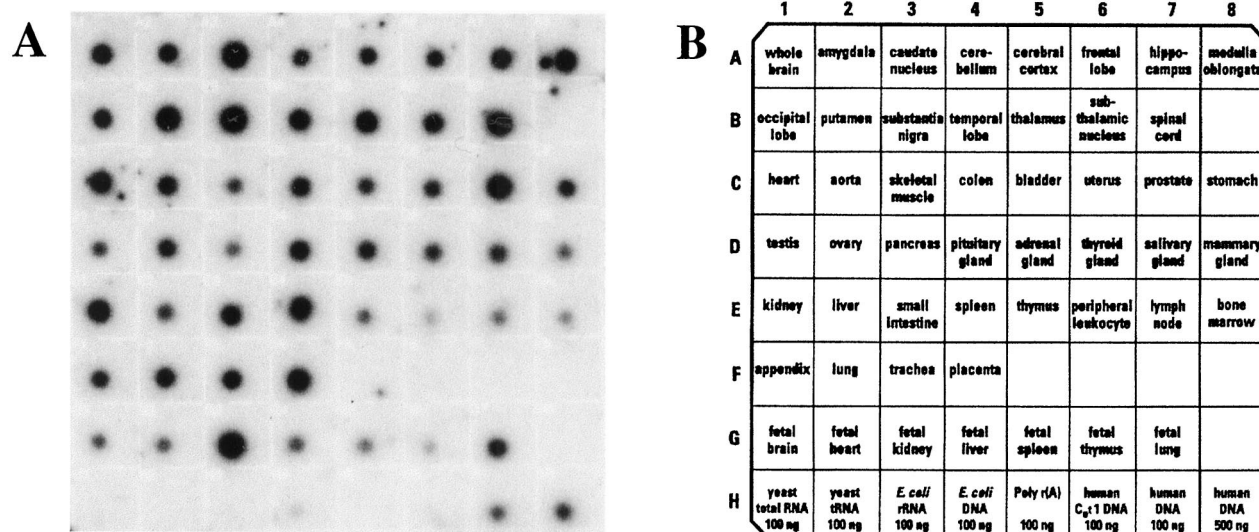 A
B
1 2 3 4 5 6 7 8
A
whole brain
amygdala
caudate nucleus
cere-bellum
cerebral cortex
frontal lobe
hippo-campus
medulla oblongata
B
occipital lobe
putamen
substantia nigra
temporal lobe
thalamus
sub-thalamic nucleus
spinal cord
C
heart
aorta
skeletal muscle
colon
bladder
uterus
prostate
stomach
D
testis
ovary
pancreas
pituitary gland
adrenal gland
thyroid gland
salivary gland
mammary gland
E
kidney
liver
small intestine
spleen
thymus
peripheral leukocyte
lymph node
bone marrow
F
appendix
lung
trachea
placenta
G
fetal brain
fetal heart
fetal kidney
fetal liver
fetal spleen
fetal thymus
fetal lung
H
yeast total RNA 100 ng
yeast tRNA 100 ng
E. coli rRNA 100 ng
E. coli DNA 100 ng
Poly r(A) 100 ng
human C₀t 1 DNA 100 ng
human DNA 100 ng
human DNA 500 ng